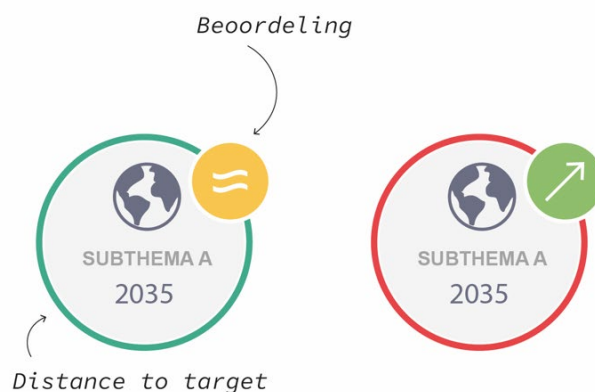 Beoordeling
SUBTHEMA A
2035
SUBTHEMA A
2035
Distance to target